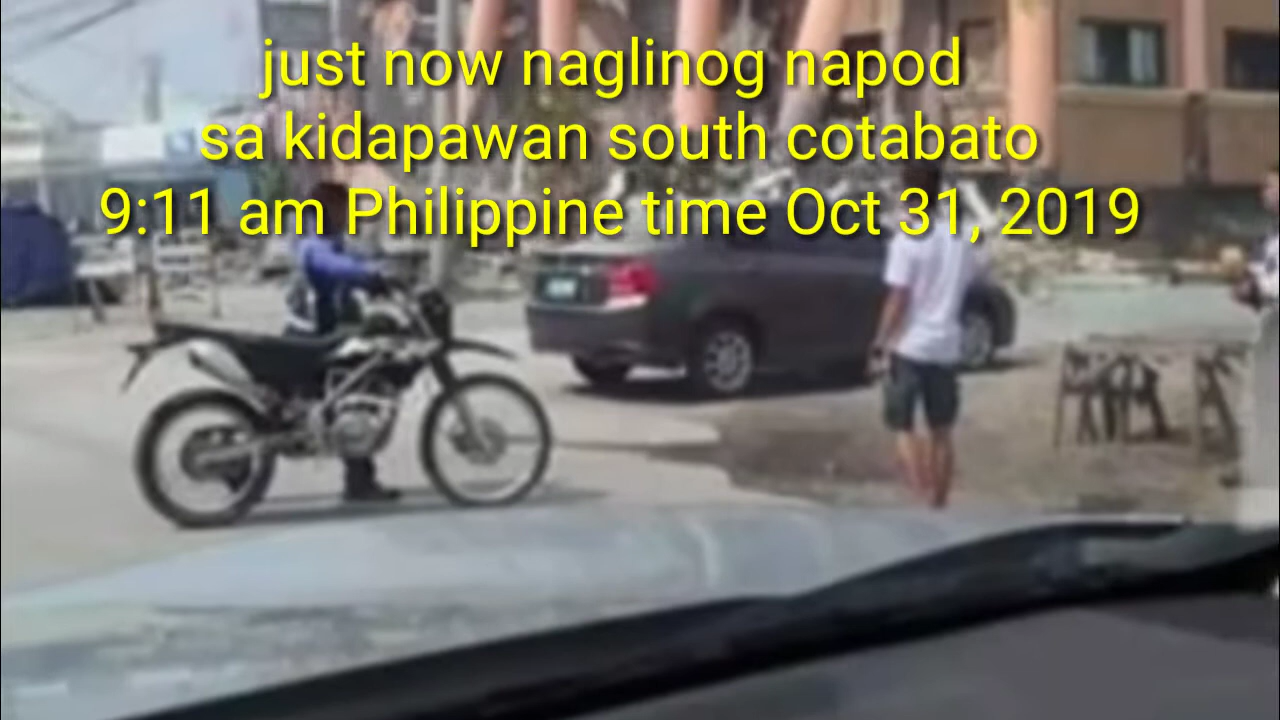 just now naglinog napod
sa kidapawan south cotabato
9:11 am Philippine time Oct 31, 2019